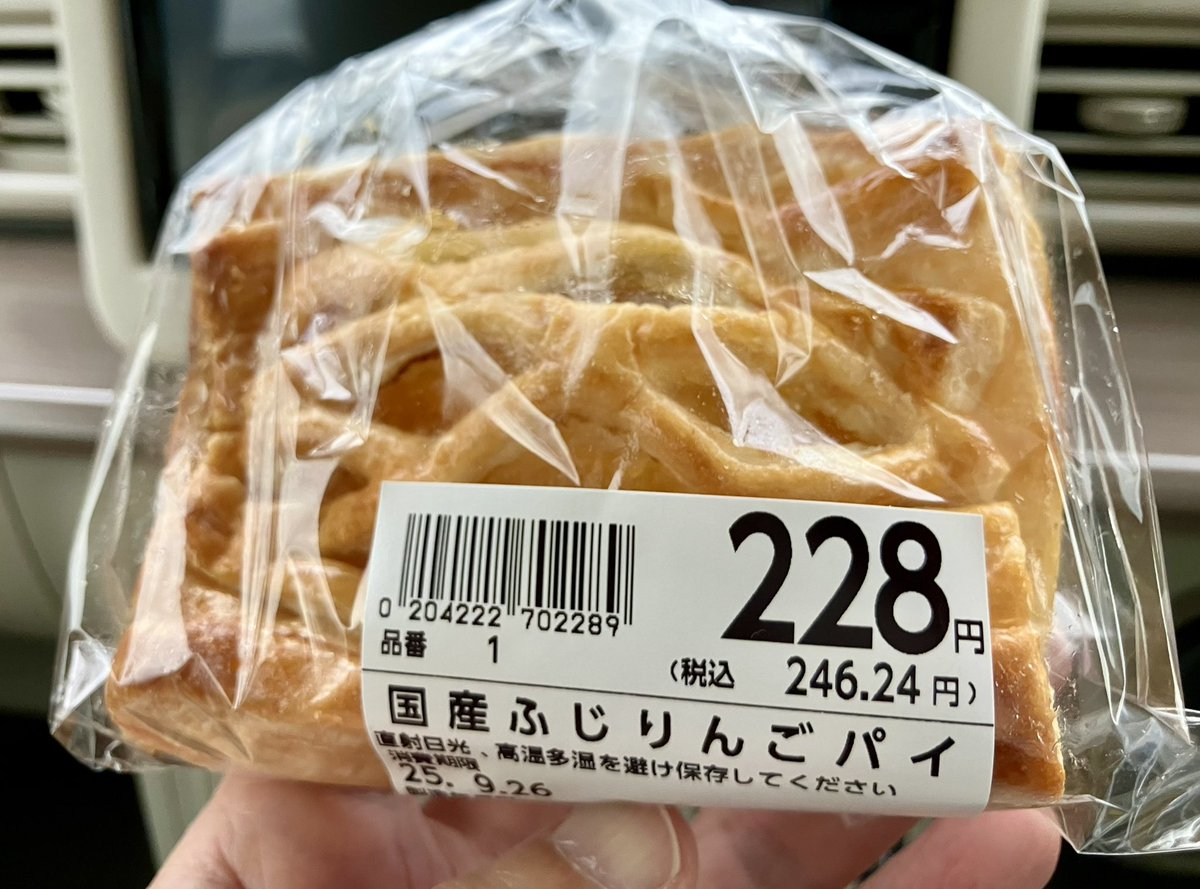 228円
0 204222 702289
品番 1
(税込 246.24円)
国産ふじりんごパイ
直射日光、高温多湿を避け保存してください
消費期限
25. 9.26